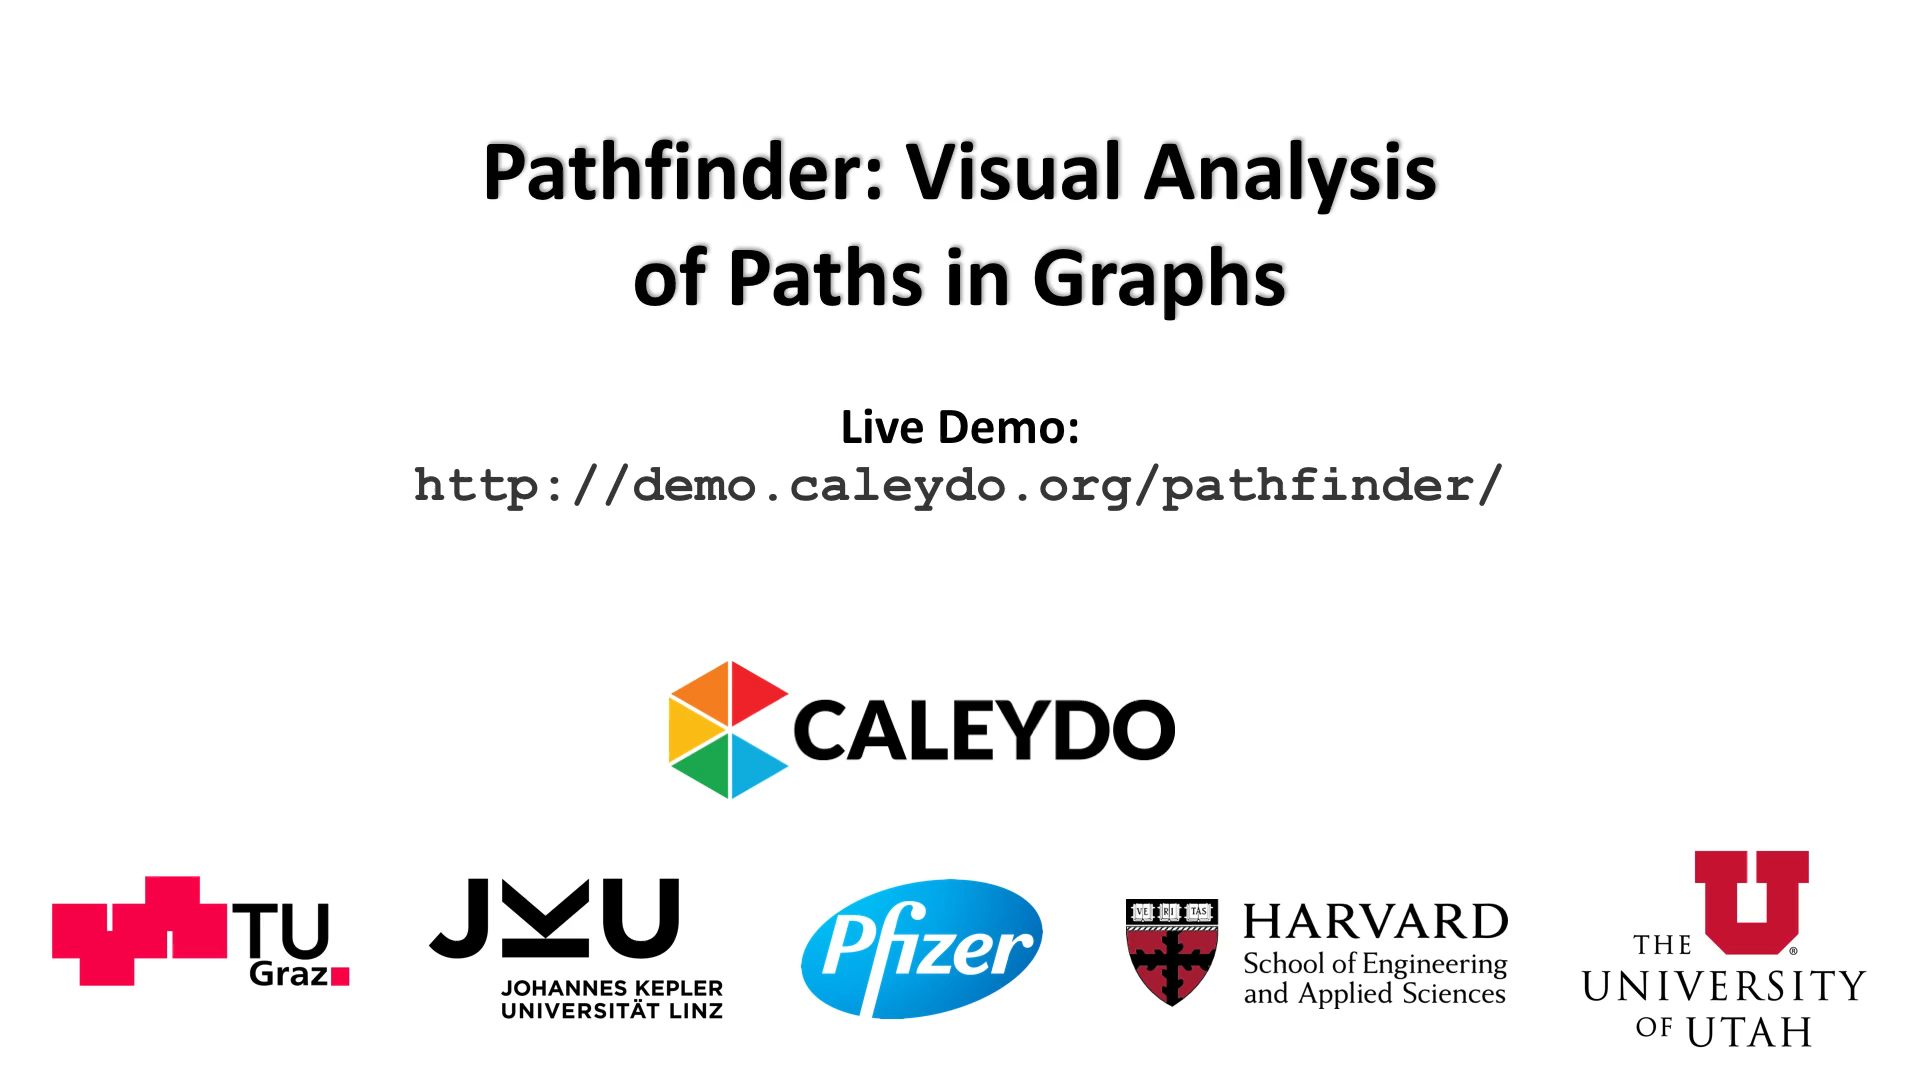 Pathfinder: Visual Analysis
of Paths in Graphs
Live Demo:
http://demo.caleydo.org/pathfinder/
CALEYDO
TU
Graz
JKU
JOHANNES KEPLER
UNIVERSITÄT LINZ
Pfizer
VE RI TAS
HARVARD
School of Engineering
and Applied Sciences
U®
THE
UNIVERSITY
OF UTAH